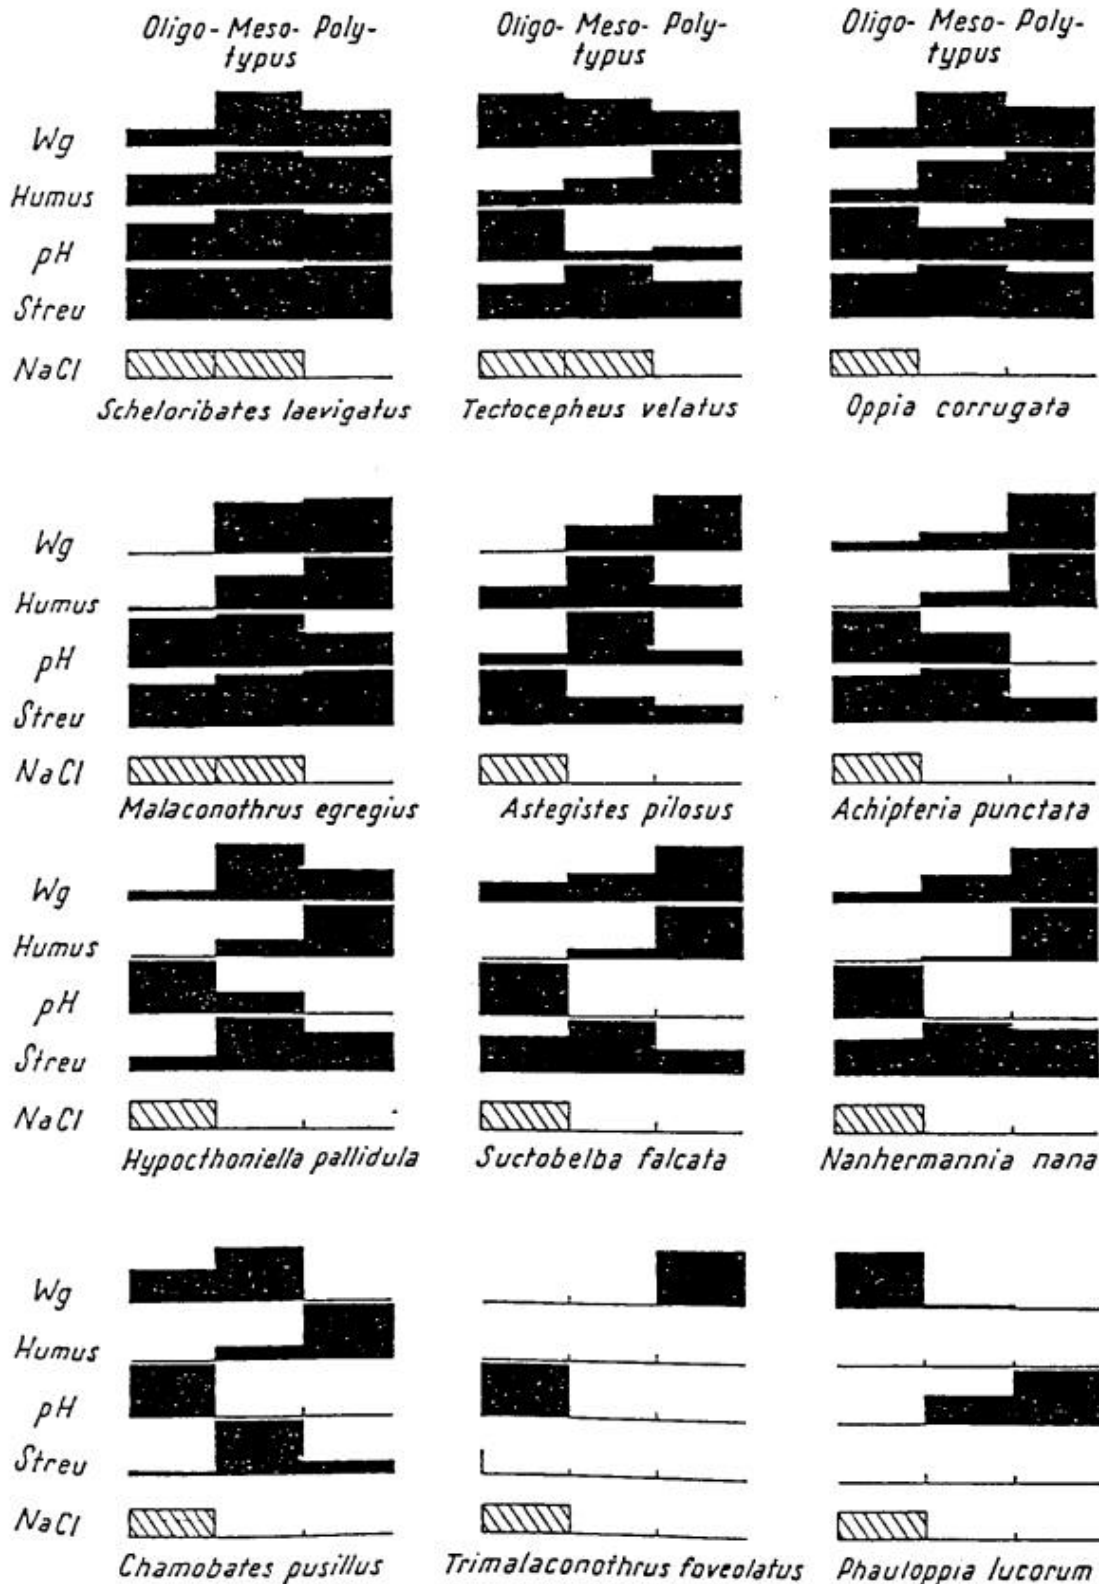 Oligo- Meso- Poly-
typus
Oligo- Meso- Poly-
typus
Oligo- Meso- Poly-
typus
Wg
Humus
pH
Streu
NaCl
Scheloribates laevigatus
Tectocepheus velatus
Oppia corrugata
Wg
Humus
pH
Streu
NaCl
Malaconothrus egregius
Astegistes pilosus
Achipteria punctata
Wg
Humus
pH
Streu
NaCl
Hypocthoniella pallidula
Suctobelba falcata
Nanhermannia nana
Wg
Humus
pH
Streu
NaCl
Chamobates pusillus
Trimalaconothrus foveolatus
Phauloppia lucorum